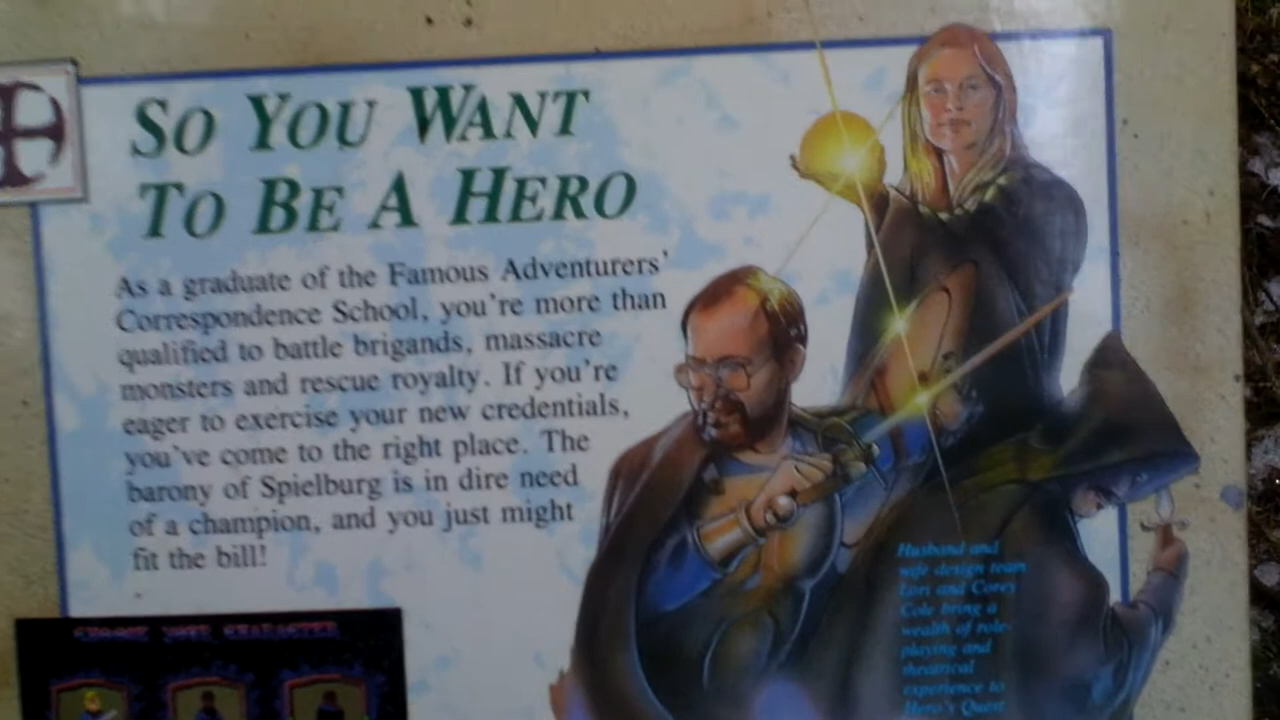 SO YOU WANT
TO BE A HERO
As a graduate of the Famous Adventurers'
Correspondence School, you're more than
qualified to battle brigands, massacre
monsters and rescue royalty. If you're
eager to exercise your new credentials,
you've come to the right place. The
barony of Spielburg is in dire need
of a champion, and you just might
fit the bill!
CHOOSE YOUR CHARACTER
Husband and
wife design team
Lori and Corey
Cole bring a
wealth of role-
playing and
theatrical
experience to
Hero's Quest